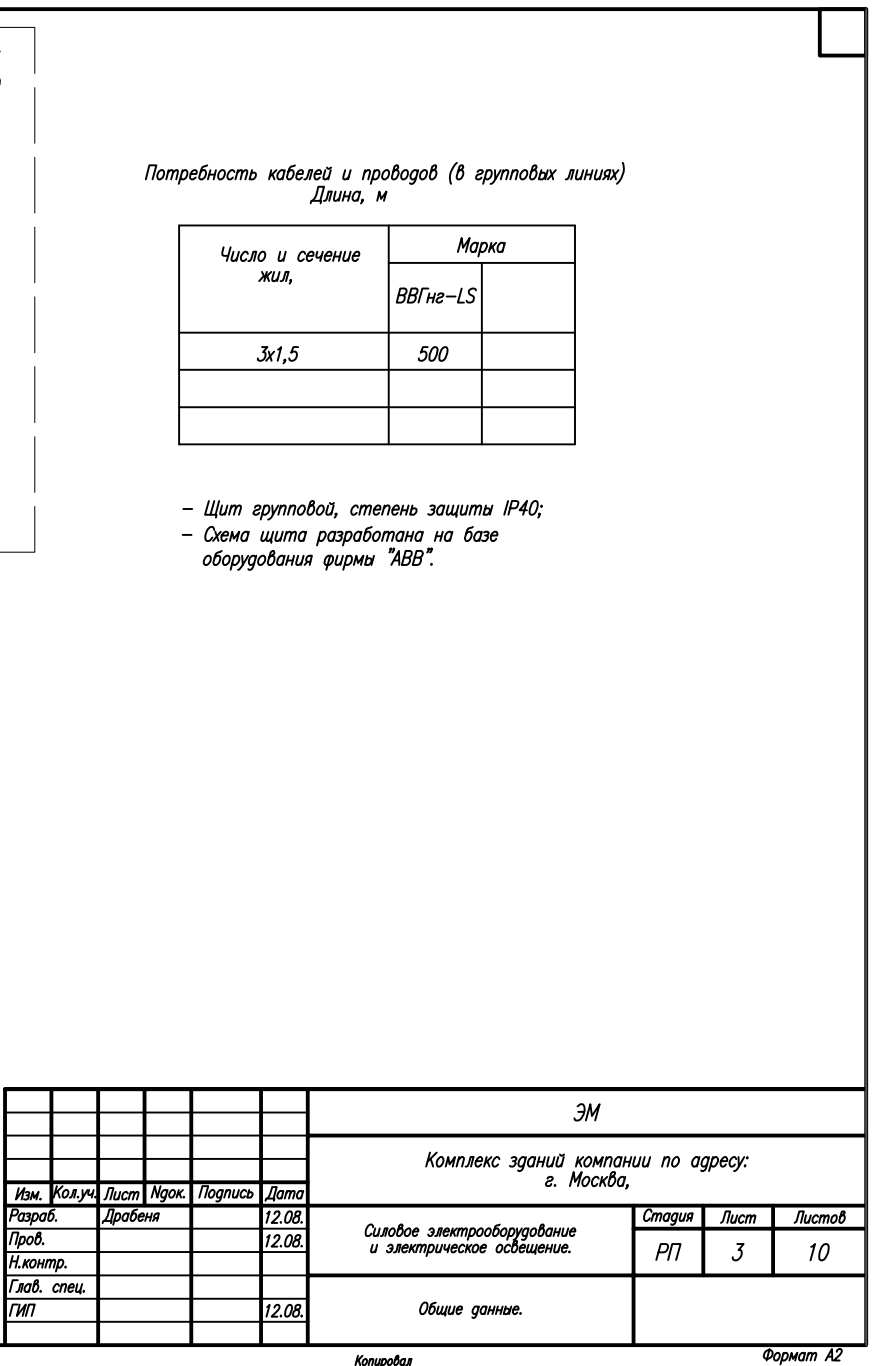 Потребность кабелей и проводов (в групповых линиях)
Длина, м
Число и сечение
жил,
Марка
ВВГнг-LS
3х1,5 500
– Щит групповой, степень защиты IP40;
– Схема щита разработана на базе
оборудования фирмы "АВВ".
ЭМ
Комплекс зданий компании по адресу:
г. Москва,
Изм. Кол.уч. Лист Nдок. Подпись Дата
Разраб. Драбеня 12.08.
Пров. 12.08.
Н.контр.
Глав. спец.
ГИП 12.08.
Силовое электрооборудование
и электрическое освещение.
Стадия Лист Листов
РП 3 10
Общие данные.
Копировал Формат А2